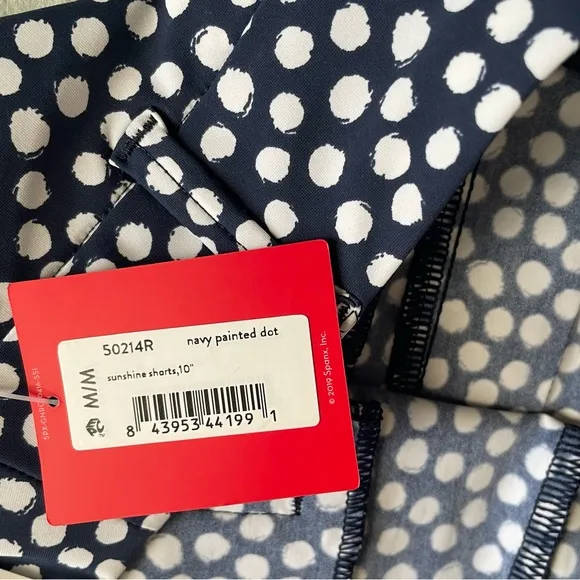 50214R navy painted dot
sunshine shorts,10"
M/M
8 43953 44199 1
© 2019 Spanx, Inc.